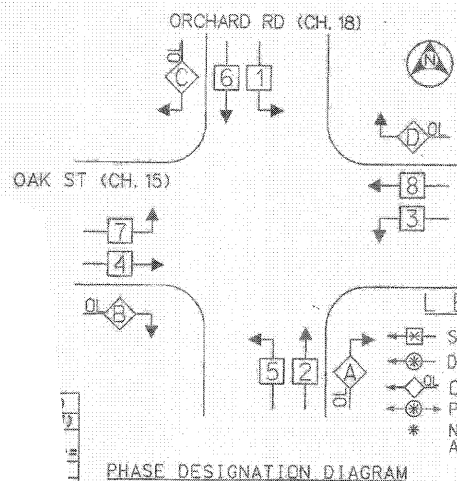 ORCHARD RD (CH. 18)
OL
C
6
1
N
D
OL
OAK ST (CH. 15)
8
3
7
4
OL
B
L
5
2
A
OL
* S
* D
OL
* P
* N
A
PHASE DESIGNATION DIAGRAM